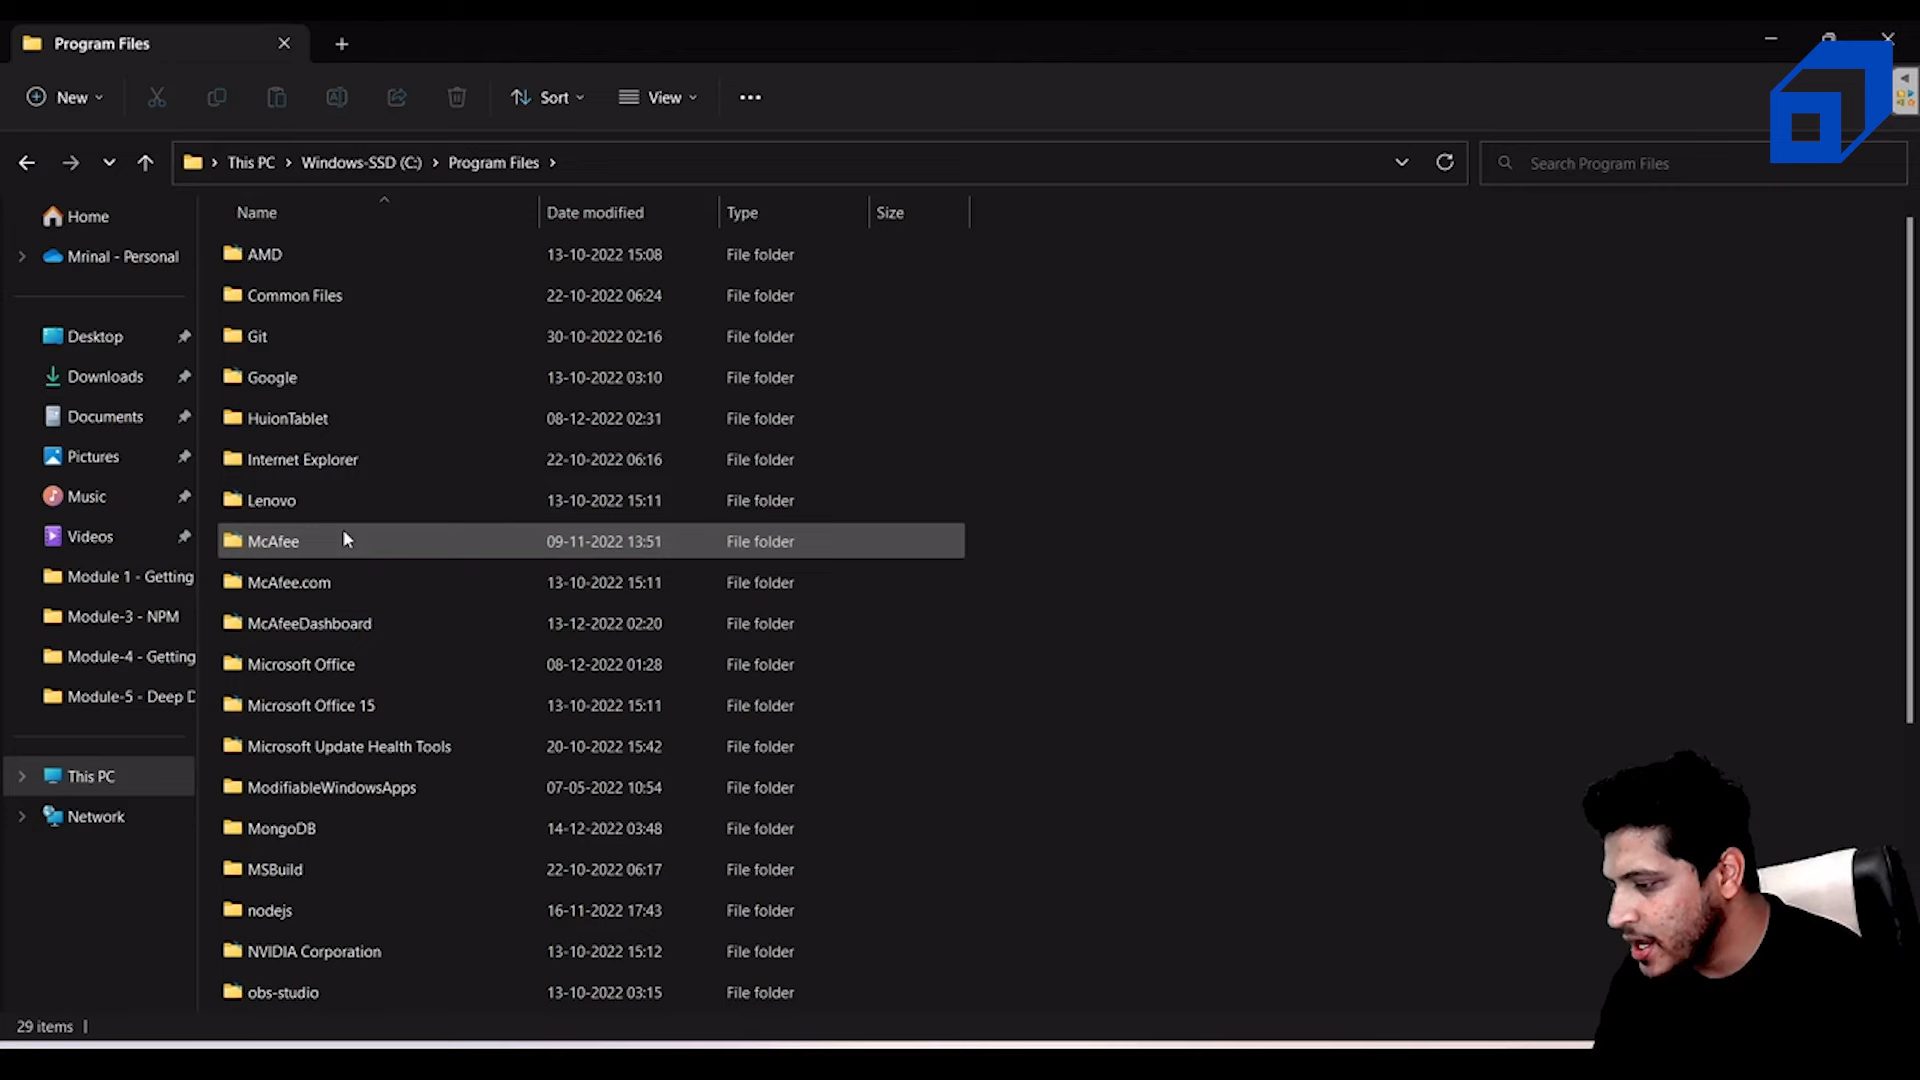 Program Files
New
Sort
View
This PC
Windows-SSD (C:)
Program Files
Search Program Files
Home
Mrinal - Personal
Desktop
Downloads
Documents
Pictures
Music
Videos
Module 1 - Getting
Module-3 - NPM
Module-4 - Getting
Module-5 - Deep D
This PC
Network
Name Date modified Type Size
AMD 13-10-2022 15:08 File folder
Common Files 22-10-2022 06:24 File folder
Git 30-10-2022 02:16 File folder
Google 13-10-2022 03:10 File folder
HuionTablet 08-12-2022 02:31 File folder
Internet Explorer 22-10-2022 06:16 File folder
Lenovo 13-10-2022 15:11 File folder
McAfee 09-11-2022 13:51 File folder
McAfee.com 13-10-2022 15:11 File folder
McAfeeDashboard 13-12-2022 02:20 File folder
Microsoft Office 08-12-2022 01:28 File folder
Microsoft Office 15 13-10-2022 15:11 File folder
Microsoft Update Health Tools 20-10-2022 15:42 File folder
ModifiableWindowsApps 07-05-2022 10:54 File folder
MongoDB 14-12-2022 03:48 File folder
MSBuild 22-10-2022 06:17 File folder
nodejs 16-11-2022 17:43 File folder
NVIDIA Corporation 13-10-2022 15:12 File folder
obs-studio 13-10-2022 03:15 File folder
29 items